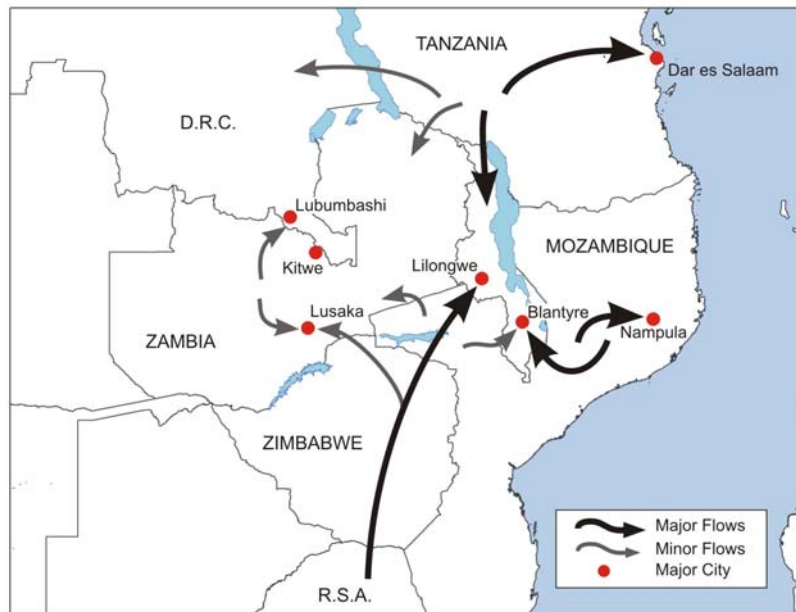 TANZANIA
Dar es Salaam
D.R.C.
Lubumbashi
MOZAMBIQUE
Kitwe
Lilongwe
Lusaka
Blantyre
Nampula
ZAMBIA
ZIMBABWE
R.S.A.
Major Flows
Minor Flows
Major City